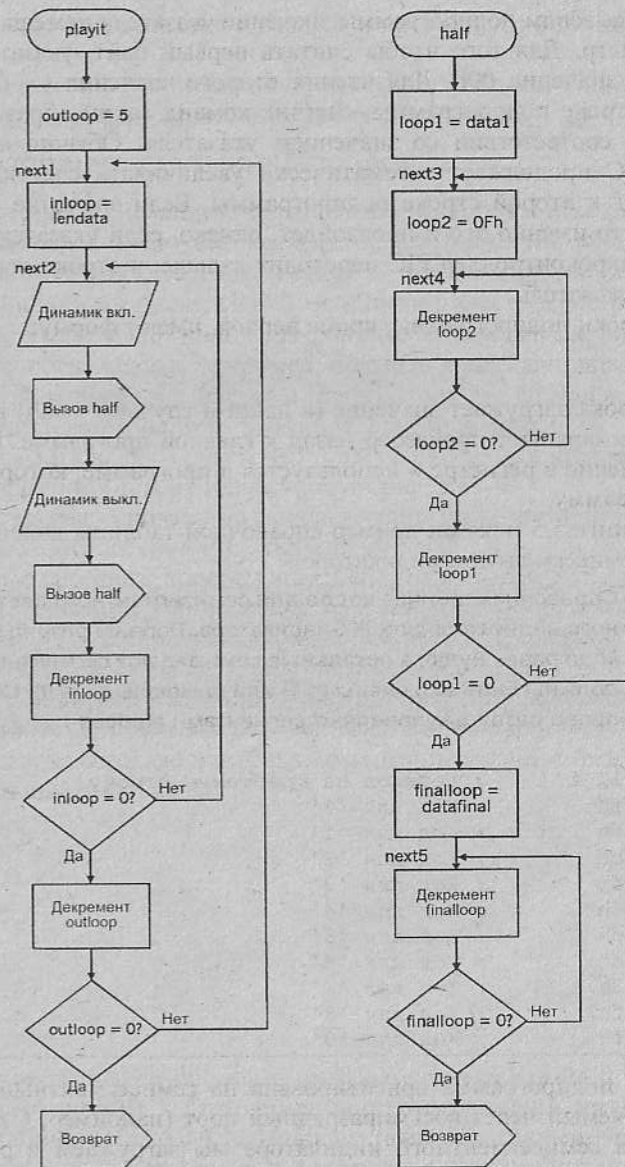 playit
outloop = 5
next1
inloop =
lendata
next2
Динамик вкл.
Вызов half
Динамик выкл.
Вызов half
Декремент
inloop
inloop = 0?
Нет
Да
Декремент
outloop
outloop = 0?
Нет
Да
Возврат
half
loop1 = data1
next3
loop2 = 0Fh
next4
Декремент
loop2
loop2 = 0?
Нет
Да
Декремент
loop1
loop1 = 0
Да
finalloop =
datafinal
next5
Декремент
finalloop
finalloop = 0?
Нет
Да
Возврат